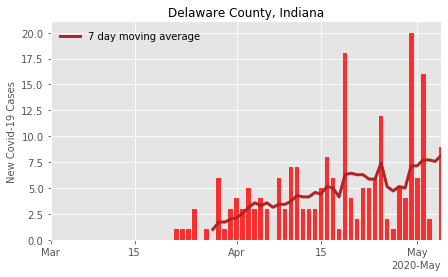 Delaware County, Indiana
7 day moving average
New Covid-19 Cases
20.0
17.5
15.0
12.5
10.0
7.5
5.0
2.5
0.0
Mar
15
Apr
15
May
2020-May